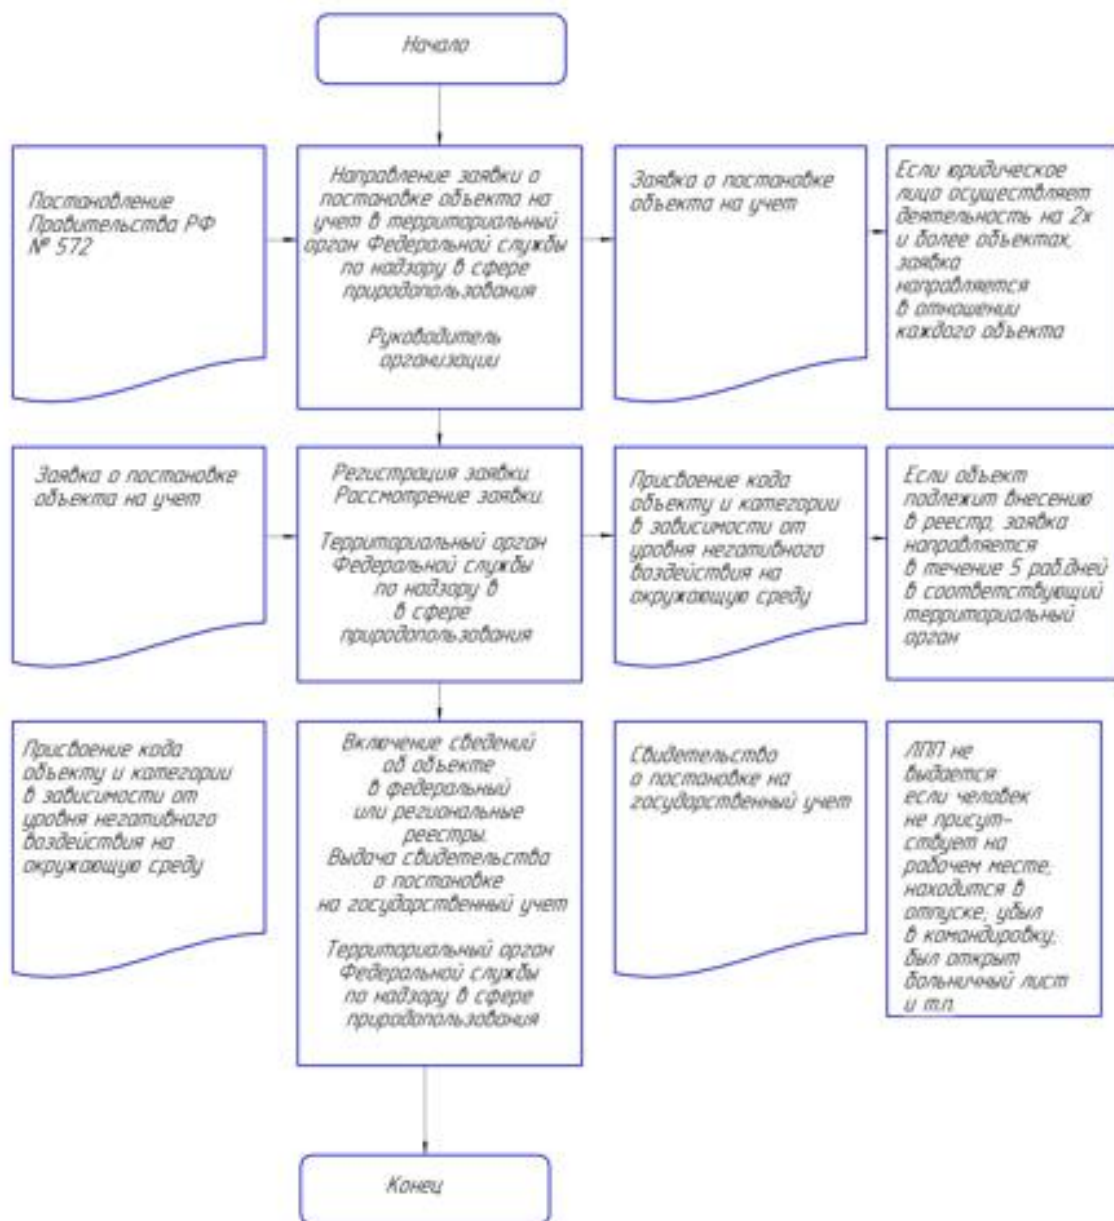 Начало
Постановление
Правительства РФ
№ 572
Направление заявки о
постановке объекта на
учет в территориальный
орган Федеральной службы
по надзору в сфере
природопользования
Руководитель
организации
Заявка о постановке
объекта на учет
Если юридическое
лицо осуществляет
деятельность на 2х
и более объектах,
заявка
направляется
в отношении
каждого объекта
Заявка о постановке
объекта на учет
Регистрация заявки.
Рассмотрение заявки.
Территориальный орган
Федеральной службы
по надзору в
в сфере
природопользования
Присвоение кода
объекту и категории
в зависимости от
уровня негативного
воздействия на
окружающую среду
Если объект
подлежит внесению
в реестр, заявка
направляется
в течение 5 раб.дней
в соответствующий
территориальный
орган
Присвоение кода
объекту и категории
в зависимости от
уровня негативного
воздействия на
окружающую среду
Включение сведений
об объекте
в федеральный
или региональные
реестры.
Выдача свидетельства
о постановке
на государственный учет
Территориальный орган
Федеральной службы
по надзору в сфере
природопользования
Свидетельство
о постановке на
государственный учет
ЛПП не
выдается
если человек
не присут-
ствует на
рабочем месте;
находится в
отпуске; убыл
в командировку;
был открыт
больничный лист
и т.п.
Конец